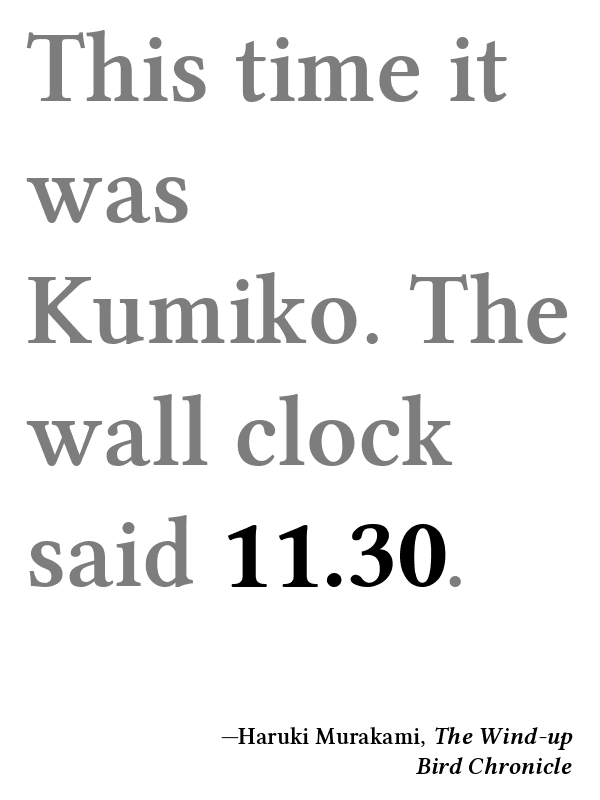 This time it
was
Kumiko. The
wall clock
said 11.30.
—Haruki Murakami, The Wind-up
Bird Chronicle